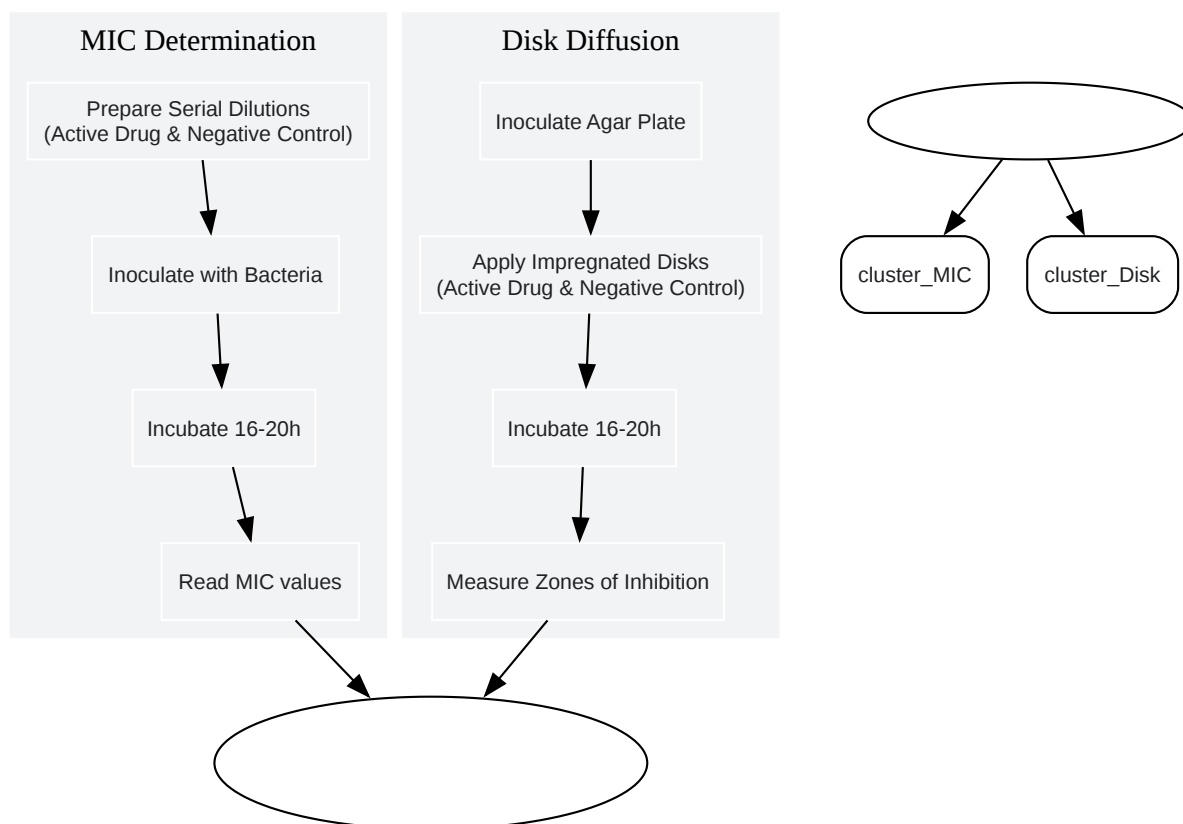 MIC Determination
Prepare Serial Dilutions
(Active Drug & Negative Control)
Inoculate with Bacteria
Incubate 16-20h
Read MIC values
Disk Diffusion
Inoculate Agar Plate
Apply Impregnated Disks
(Active Drug & Negative Control)
Incubate 16-20h
Measure Zones of Inhibition
cluster_MIC
cluster_Disk